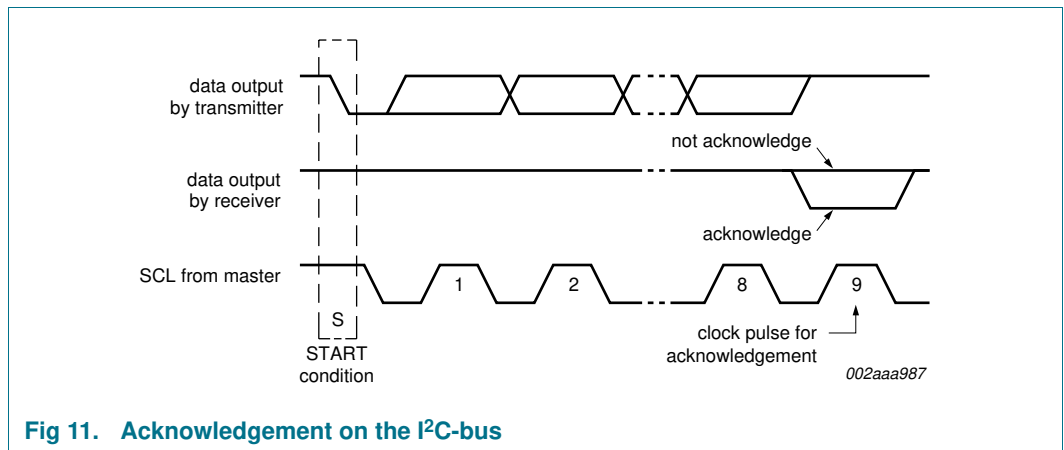 data output
by transmitter
not acknowledge
data output
by receiver
acknowledge
SCL from master
1
2
8
9
S
START
condition
clock pulse for
acknowledgement
002aaa987
Fig 11. Acknowledgement on the I²C-bus